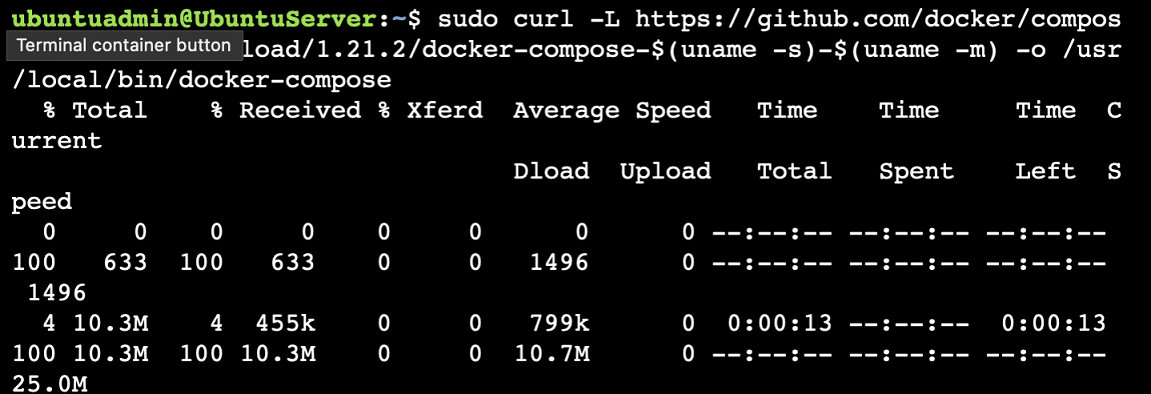 ubuntuadmin@UbuntuServer:~$ sudo curl -L https://github.com/docker/compos
Terminal container button
load/1.21.2/docker-compose-$(uname -s)-$(uname -m) -o /usr
/local/bin/docker-compose
% Total % Received % Xferd Average Speed Time Time Time C
urrent
Dload Upload Total Spent Left S
peed
0 0 0 0 0 0 0 0 --:--:-- --:--:-- --:--:--
100 633 100 633 0 0 1496 0 --:--:-- --:--:-- --:--:--
1496
4 10.3M 4 455k 0 0 799k 0 0:00:13 --:--:-- 0:00:13
100 10.3M 100 10.3M 0 0 10.7M 0 --:--:-- --:--:-- --:--:--
25.0M